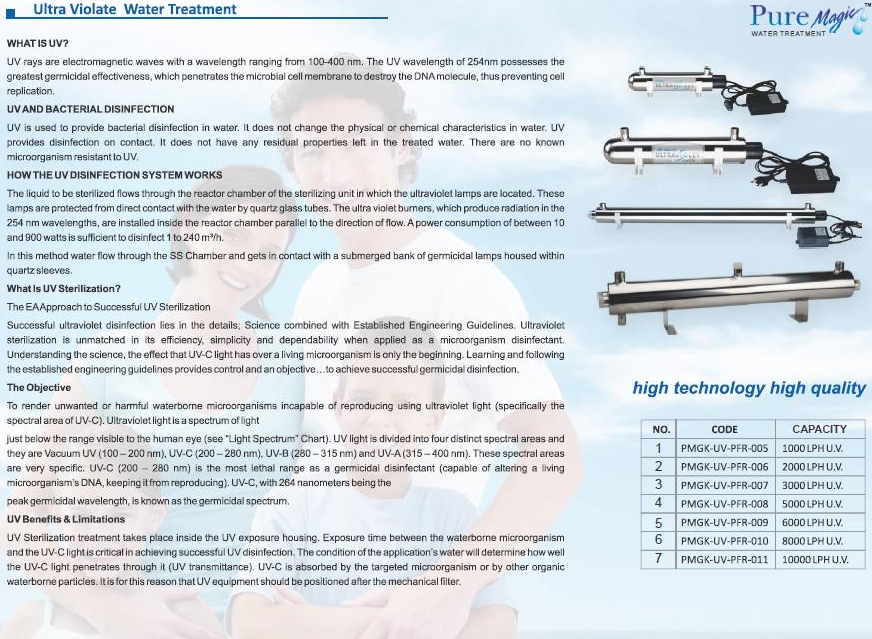 Ultra Violate Water Treatment
Pure Magic™
WATER TREATMENT
WHAT IS UV?
UV rays are electromagnetic waves with a wavelength ranging from 100-400 nm. The UV wavelength of 254nm possesses the
greatest germicidal effectiveness, which penetrates the microbial cell membrane to destroy the DNA molecule, thus preventing cell
replication.
UV AND BACTERIAL DISINFECTION
UV is used to provide bacterial disinfection in water. It does not change the physical or chemical characteristics in water. UV
provides disinfection on contact. It does not have any residual properties left in the treated water. There are no known
microorganism resistant to UV.
HOW THE UV DISINFECTION SYSTEM WORKS
The liquid to be sterilized flows through the reactor chamber of the sterilizing unit in which the ultraviolet lamps are located. These
lamps are protected from direct contact with the water by quartz glass tubes. The ultra violet burners, which produce radiation in the
254 nm wavelengths, are installed inside the reactor chamber parallel to the direction of flow. A power consumption of between 10
and 900 watts is sufficient to disinfect 1 to 240 m³/h.
In this method water flow through the SS Chamber and gets in contact with a submerged bank of germicidal lamps housed within
quartz sleeves.
What Is UV Sterilization?
The EA Approach to Successful UV Sterilization
Successful ultraviolet disinfection lies in the details; Science combined with Established Engineering Guidelines. Ultraviolet
sterilization is unmatched in its efficiency, simplicity and dependability when applied as a microorganism disinfectant.
Understanding the science, the effect that UV-C light has over a living microorganism is only the beginning. Learning and following
the established engineering guidelines provides control and an objective…to achieve successful germicidal disinfection.
The Objective
To render unwanted or harmful waterborne microorganisms incapable of reproducing using ultraviolet light (specifically the
spectral area of UV-C). Ultraviolet light is a spectrum of light
just below the range visible to the human eye (see "Light Spectrum" Chart). UV light is divided into four distinct spectral areas and
they are Vacuum UV (100 – 200 nm), UV-C (200 – 280 nm), UV-B (280 – 315 nm) and UV-A (315 – 400 nm). These spectral areas
are very specific. UV-C (200 – 280 nm) is the most lethal range as a germicidal disinfectant (capable of altering a living
microorganism's DNA, keeping it from reproducing). UV-C, with 264 nanometers being the
peak germicidal wavelength, is known as the germicidal spectrum.
UV Benefits & Limitations
UV Sterilization treatment takes place inside the UV exposure housing. Exposure time between the waterborne microorganism
and the UV-C light is critical in achieving successful UV disinfection. The condition of the application's water will determine how well
the UV-C light penetrates through it (UV transmittance). UV-C is absorbed by the targeted microorganism or by other organic
waterborne particles. It is for this reason that UV equipment should be positioned after the mechanical filter.
ULTRAVIOLET
ULTRAVIOLET
high technology high quality
NO. CODE CAPACITY
1 PMGK-UV-PFR-005 1000 LPH U.V.
2 PMGK-UV-PFR-006 2000 LPH U.V.
3 PMGK-UV-PFR-007 3000 LPH U.V.
4 PMGK-UV-PFR-008 5000 LPH U.V.
5 PMGK-UV-PFR-009 6000 LPH U.V.
6 PMGK-UV-PFR-010 8000 LPH U.V.
7 PMGK-UV-PFR-011 10000 LPH U.V.